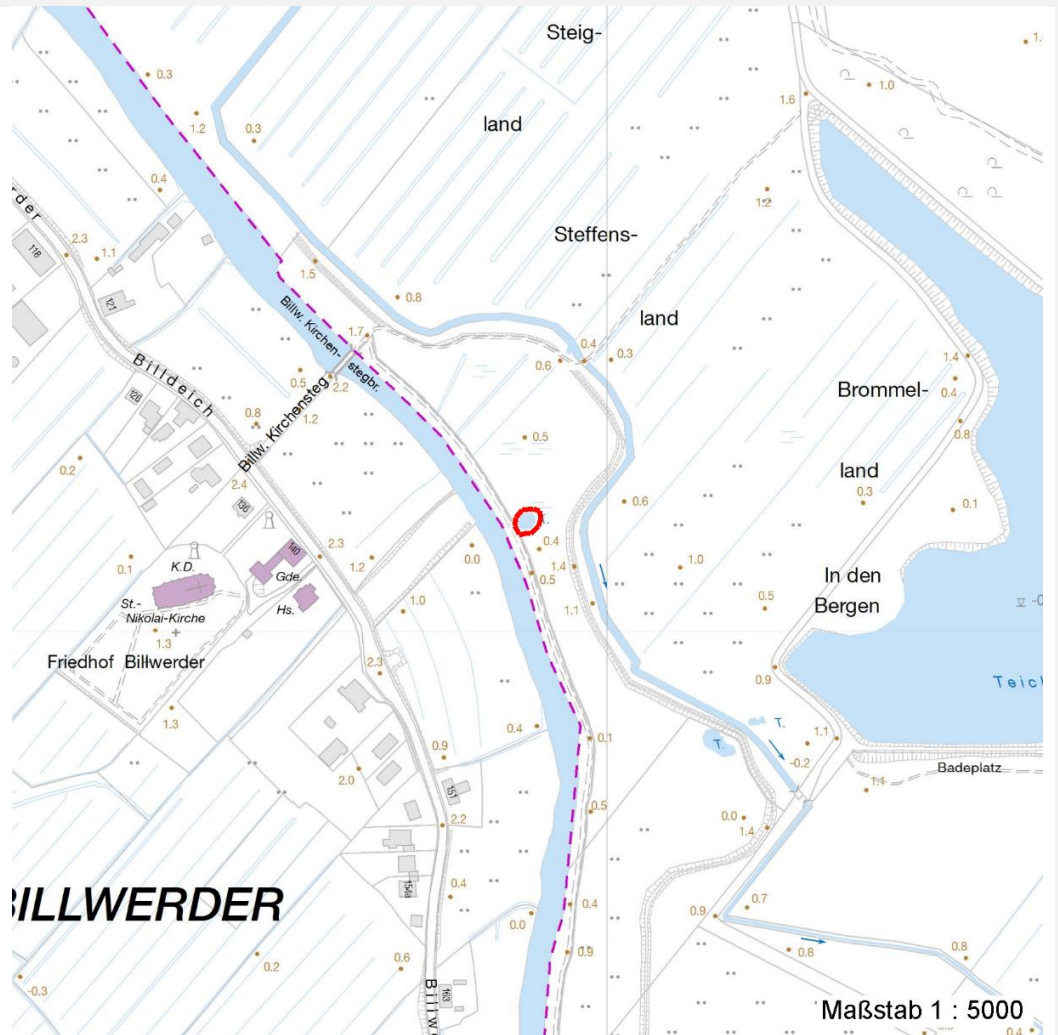 Steig-
land
Steffens-
land
Brommel-
land
In den
Bergen
Teich
Badeplatz
Billw. Kirchen-
stegbr.
Billw. Kirchensteg
Billdeich
K.D.
St.-
Nikolai-Kirche
Gde.
Hs.
Friedhof Billwerder
BILLWERDER
T.
T.
T.
118
121
128
136
140
151
154a
163
0.3
1.2
0.3
0.4
2.3
1.1
1.5
0.8
1.7
0.5
2.2
0.8
1.2
2.4
0.2
0.1
2.3
1.2
0.0
1.0
1.3
2.3
1.3
0.4
0.9
2.0
2.2
0.4
0.0
0.2
0.6
-0.3
1.6
1.0
1.2
0.6
0.4
0.3
0.5
0.6
0.4
0.5
1.4
1.1
1.0
0.5
0.3
0.1
1.4
0.4
0.8
0.9
1.1
-0.2
1.1
0.1
0.5
0.0
1.4
0.4
0.9
0.9
0.7
0.8
0.8
0.4
Maßstab 1 : 5000